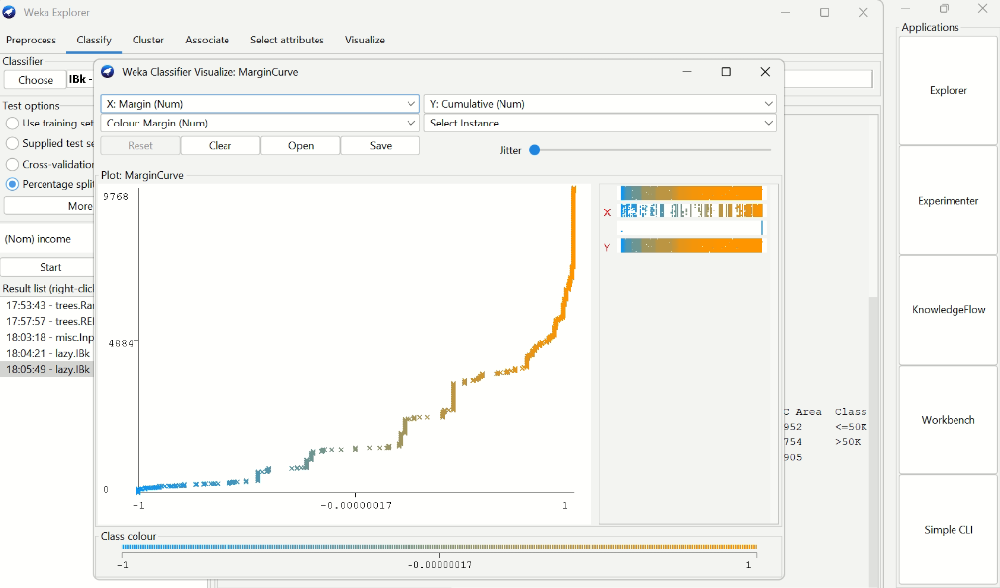 Weka Explorer
Preprocess Classify Cluster Associate Select attributes Visualize
Classifier
Choose IBk -
Test options
Use training set
Supplied test se
Cross-validation
Percentage split
More
(Nom) income
Start
Result list (right-click
17:53:43 - trees.Ra
17:57:57 - trees.RE
18:03:18 - misc.Inp
18:04:21 - lazy.IBk
18:05:49 - lazy.IBk
Weka Classifier Visualize: MarginCurve
X: Margin (Num)
Y: Cumulative (Num)
Colour: Margin (Num)
Select Instance
Reset Clear Open Save
Jitter
Plot: MarginCurve
9768
4884
0
-1 -0.00000017 1
X
Y
Class colour
-1 -0.00000017 1
C Area Class
952 <=50K
754 >50K
905
Applications
Explorer
Experimenter
KnowledgeFlow
Workbench
Simple CLI